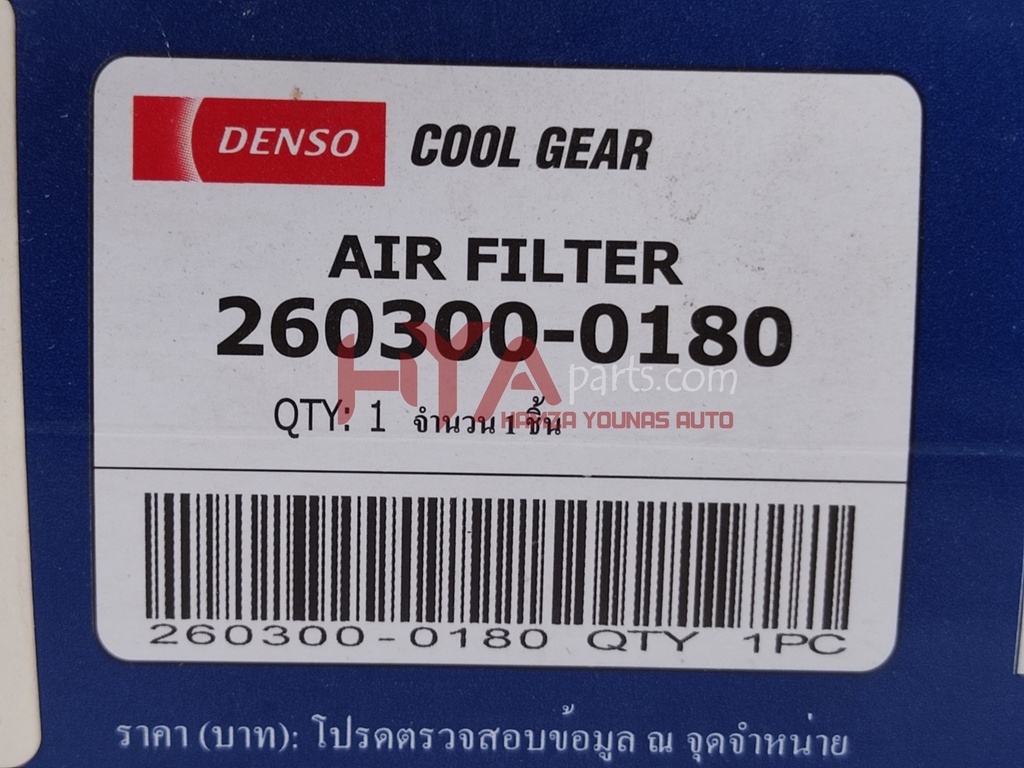 DENSO COOL GEAR
AIR FILTER
260300-0180
HYAparts.com
QTY: 1 จำนวน 1 ชิ้น
HAMZA YOUNAS AUTO
260300-0180 QTY 1PC
ราคา (บาท): โปรดตรวจสอบข้อมูล ณ จุดจำหน่าย